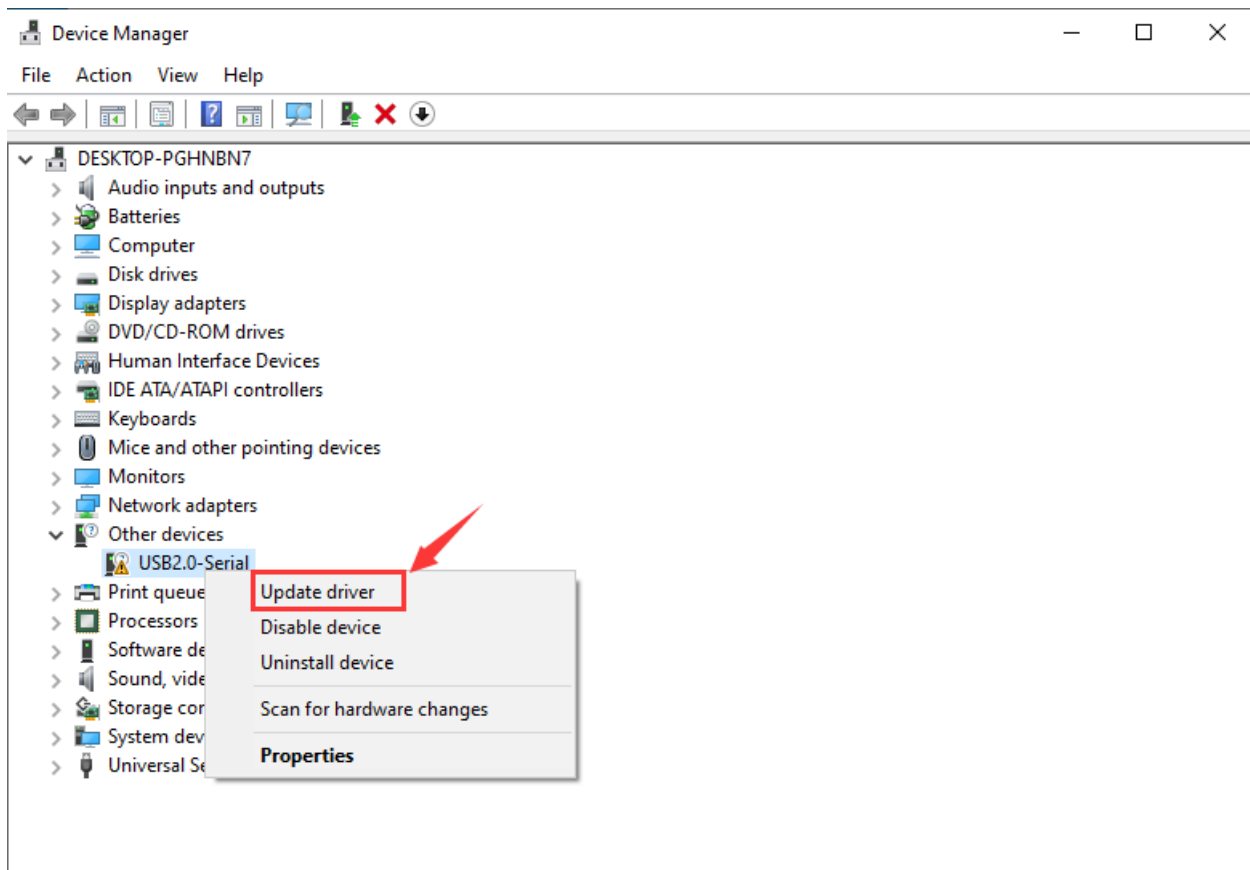 Device Manager
File Action View Help
DESKTOP-PGHNBN7
Audio inputs and outputs
Batteries
Computer
Disk drives
Display adapters
DVD/CD-ROM drives
Human Interface Devices
IDE ATA/ATAPI controllers
Keyboards
Mice and other pointing devices
Monitors
Network adapters
Other devices
USB2.0-Serial
Print queue
Processors
Software de
Sound, vide
Storage cor
System dev
Universal Se
Update driver
Disable device
Uninstall device
Scan for hardware changes
Properties